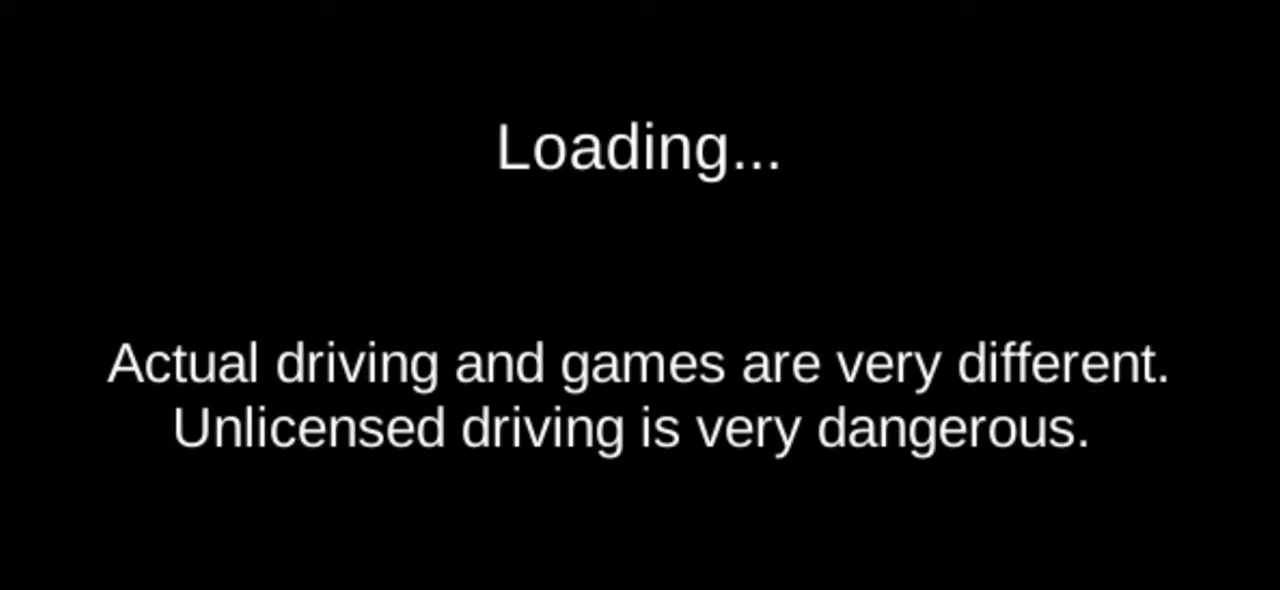 Loading...
Actual driving and games are very different.
Unlicensed driving is very dangerous.